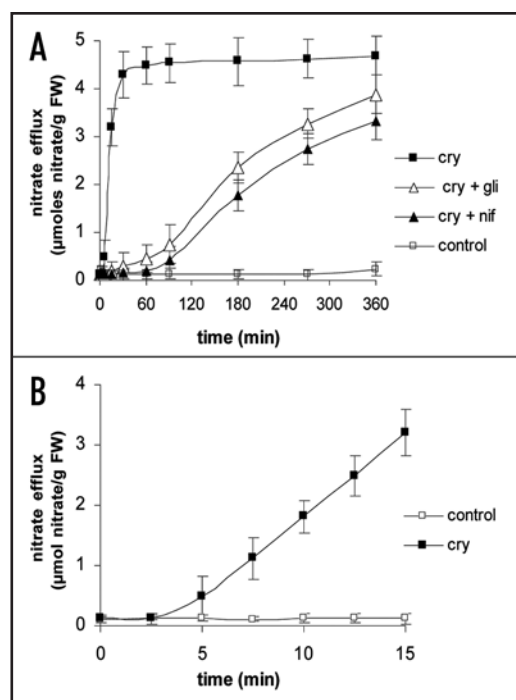 A
nitrate efflux
(µmoles nitrate/g FW)
5
4
3
2
1
0
0 60 120 180 240 300 360
time (min)
cry
cry + gli
cry + nif
control
B
nitrate efflux
(µmol nitrate/g FW)
4
3
2
1
0
0 5 10 15
time (min)
control
cry